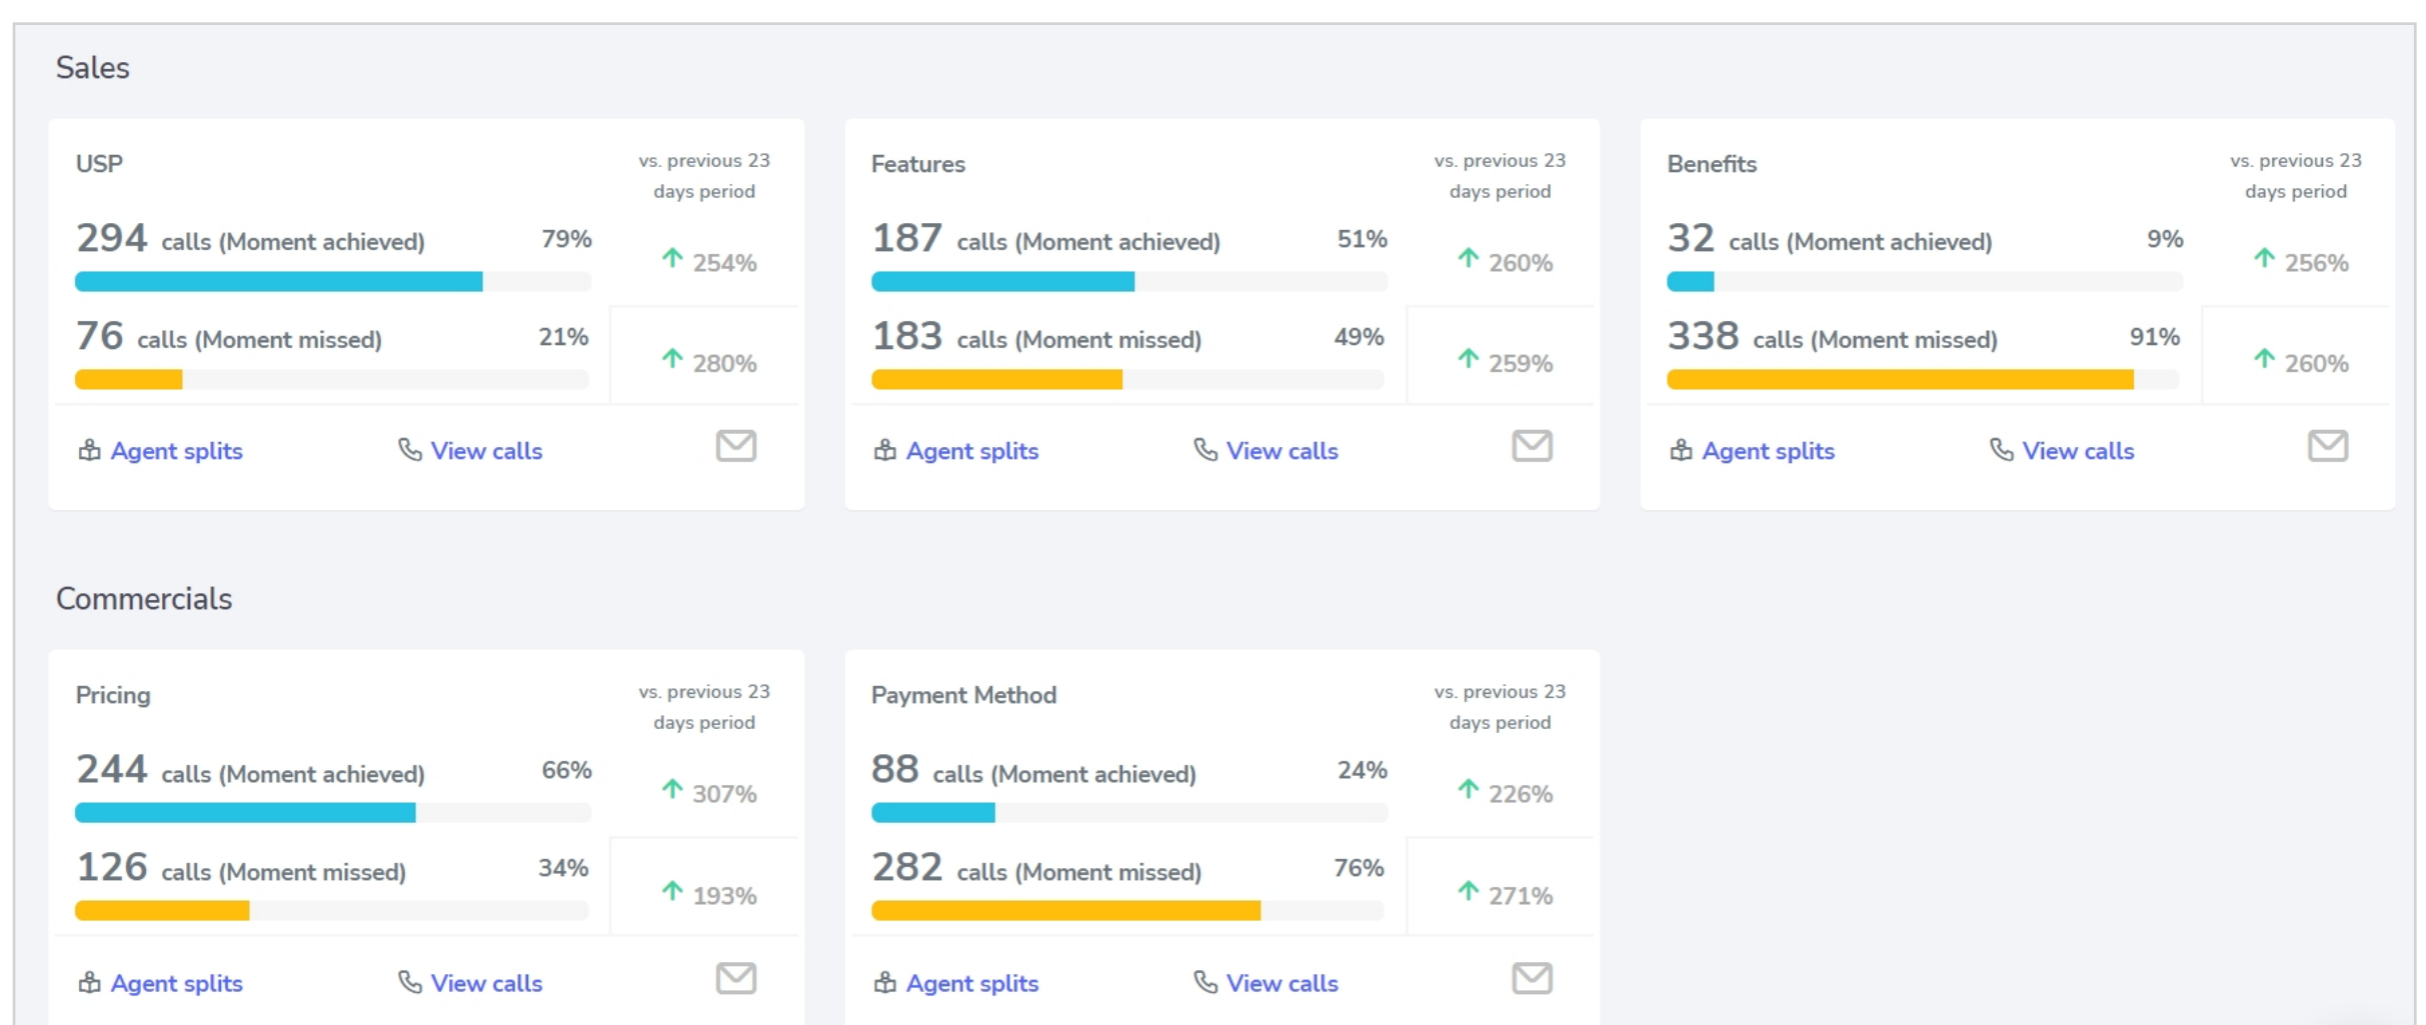 Sales
USP
vs. previous 23
days period
294 calls (Moment achieved) 79%
254%
76 calls (Moment missed) 21%
280%
Agent splits View calls
Features
vs. previous 23
days period
187 calls (Moment achieved) 51%
260%
183 calls (Moment missed) 49%
259%
Agent splits View calls
Benefits
vs. previous 23
days period
32 calls (Moment achieved) 9%
256%
338 calls (Moment missed) 91%
260%
Agent splits View calls
Commercials
Pricing
vs. previous 23
days period
244 calls (Moment achieved) 66%
307%
126 calls (Moment missed) 34%
193%
Agent splits View calls
Payment Method
vs. previous 23
days period
88 calls (Moment achieved) 24%
226%
282 calls (Moment missed) 76%
271%
Agent splits View calls